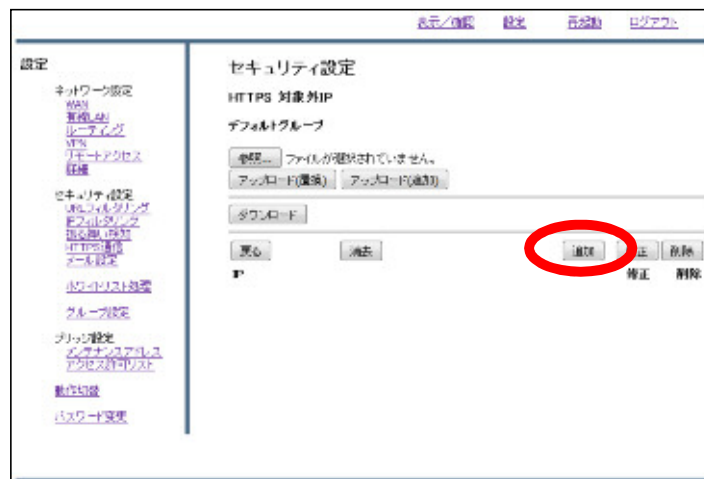 表示／確認 設定 再起動 ログアウト
設定
ネットワーク設定
WAN
有線LAN
ルーティング
VPN
リモートアクセス
詳細
セキュリティ設定
URLフィルタリング
IPフィルタリング
振る舞い検知
HTTPS通信
メール設定
ホワイトリスト処理
グループ設定
ブリッジ設定
メンテナンスアドレス
アクセス許可リスト
動作切替
パスワード変更
セキュリティ設定
HTTPS 対象外IP
デフォルトグループ
参照... ファイルが選択されていません。
アップロード(置換) アップロード(追加)
ダウンロード
戻る 消去 追加 正 削除
IP 修正 削除